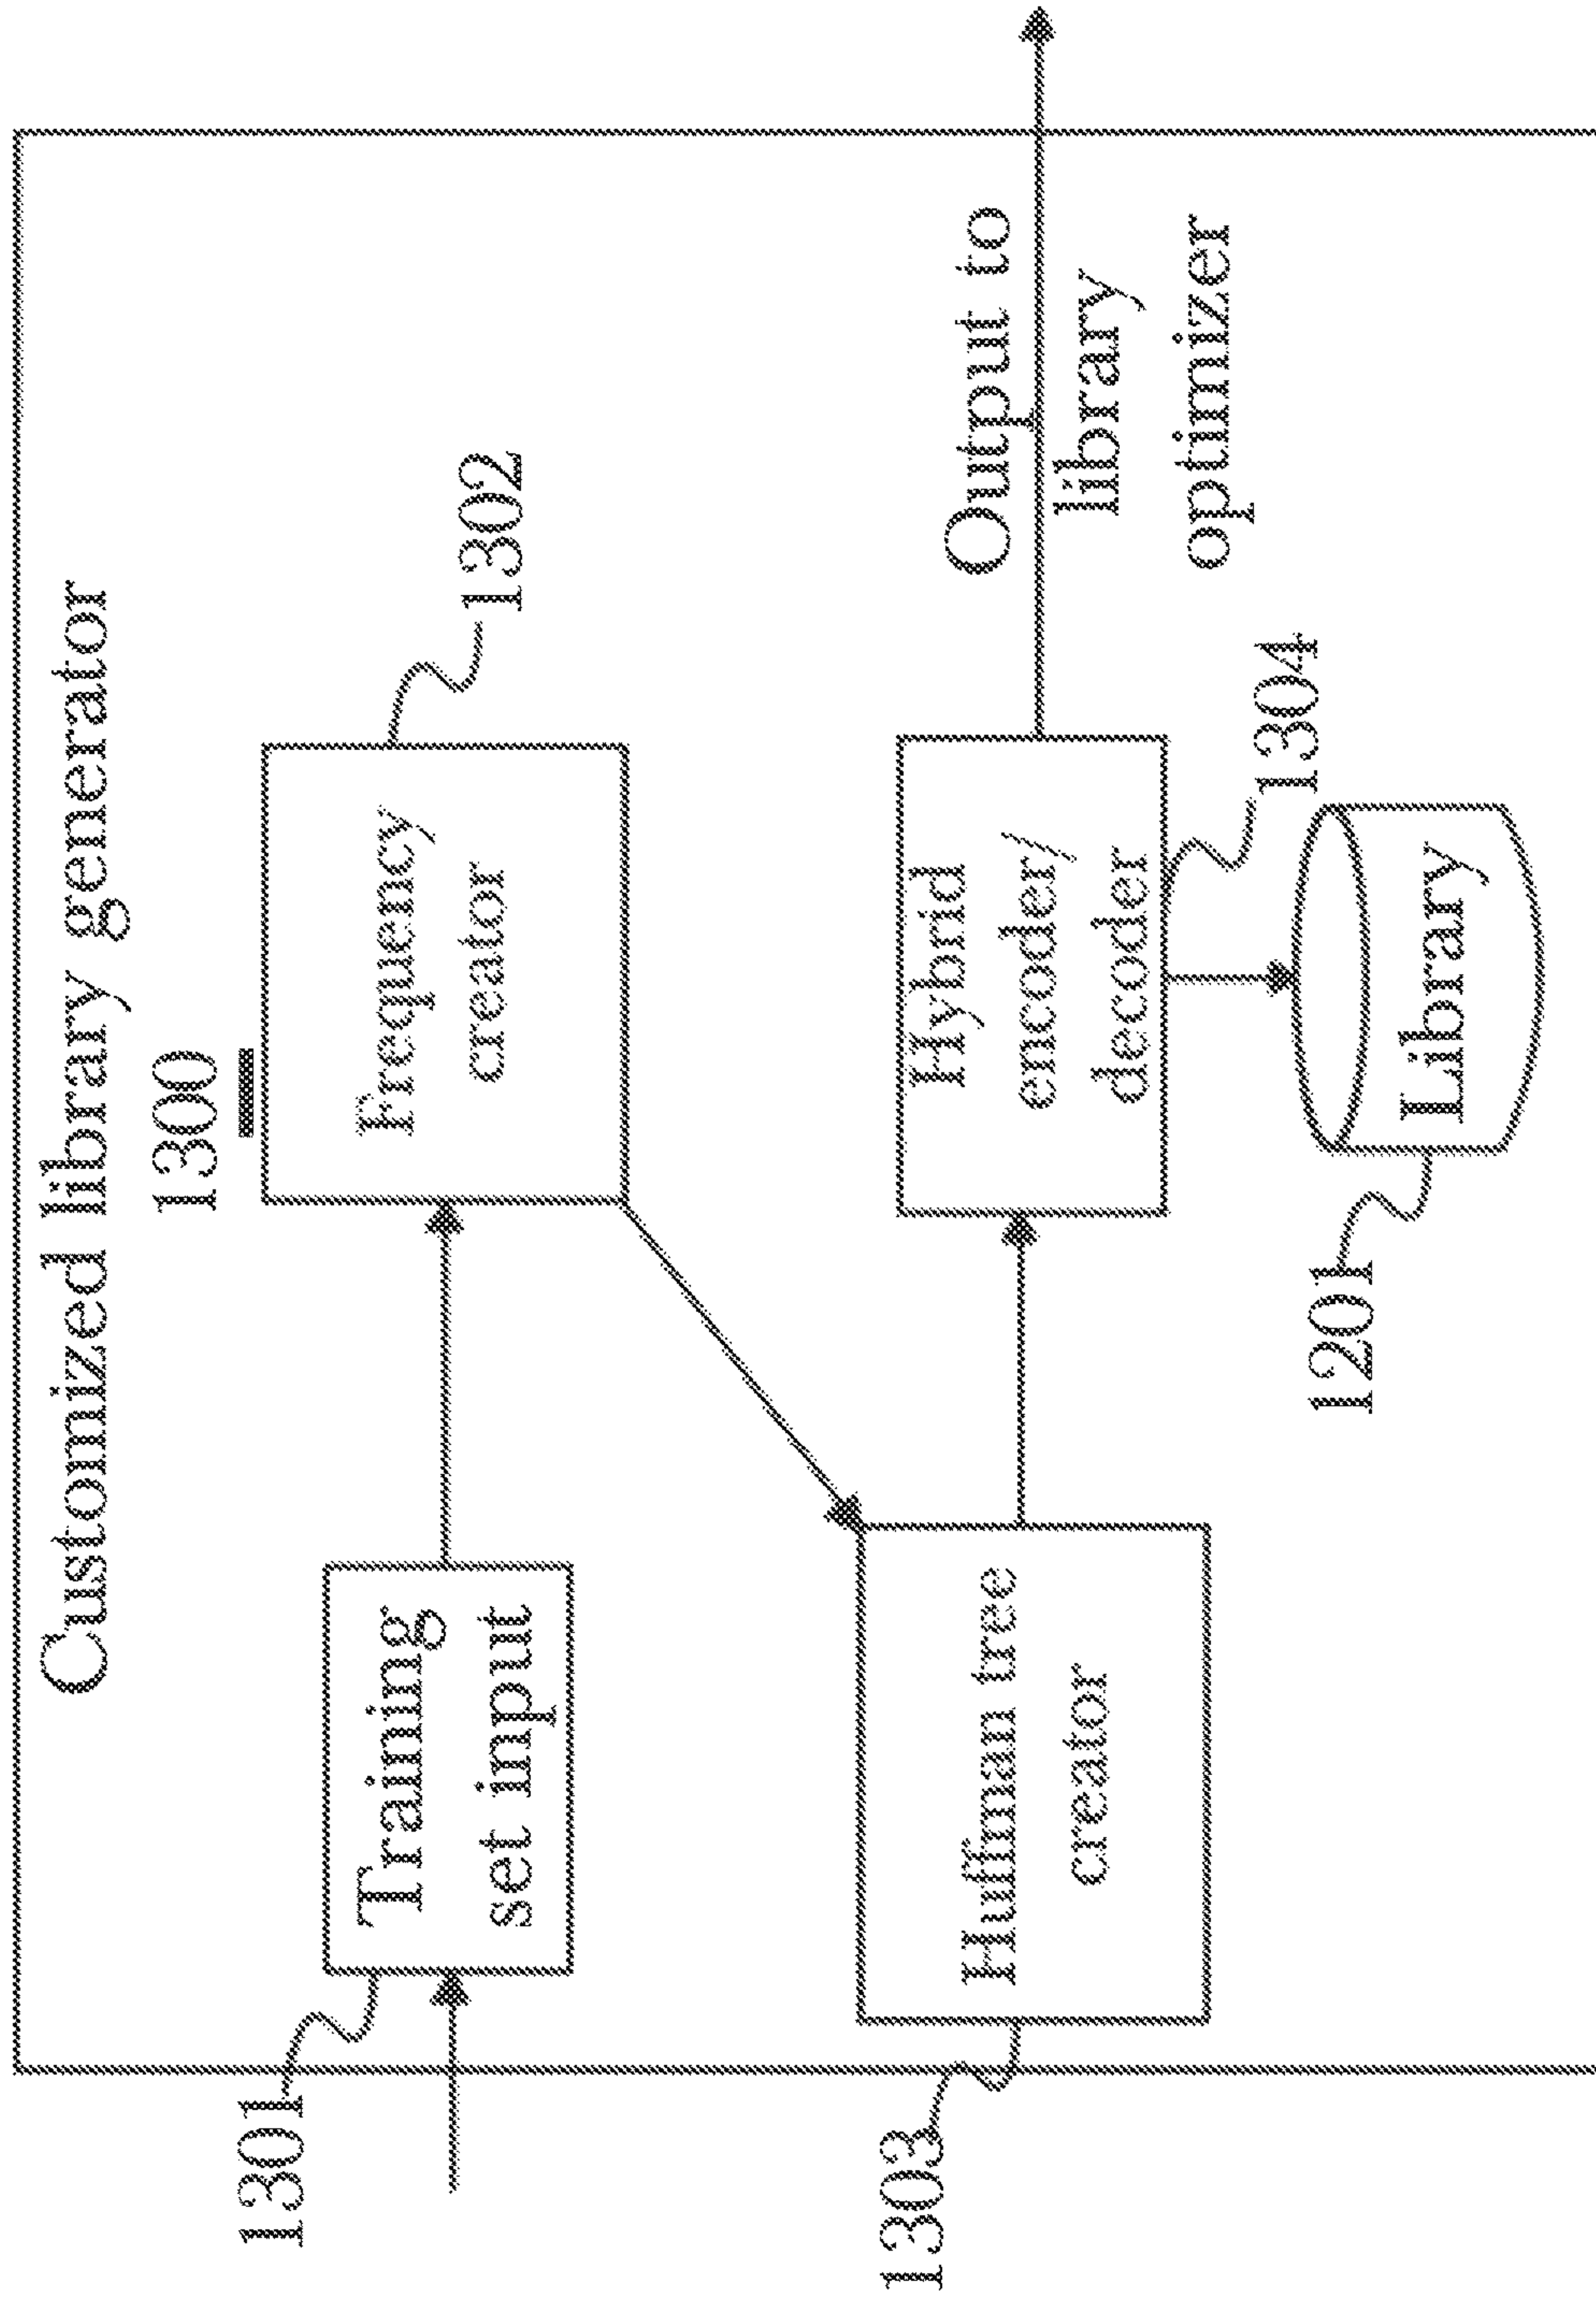 Customized library generator
1300
1301
Training
set input
Frequency
creator
1302
1303
Huffman tree
creator
Hybrid
encoder/
decoder
1304
Output to
library
optimizer
1201
Library